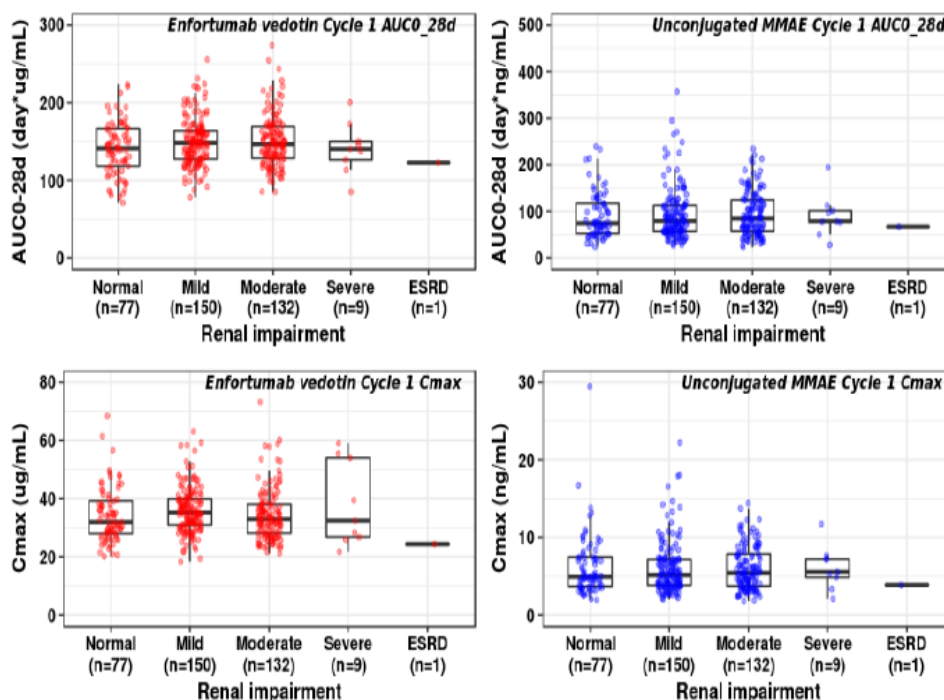 Enfortumab vedotin Cycle 1 AUC0_28d
AUC0-28d (day*ug/mL)
300
200
100
0
Normal Mild Moderate Severe ESRD
(n=77) (n=150) (n=132) (n=9) (n=1)
Renal impairment
Unconjugated MMAE Cycle 1 AUC0_28d
AUC0-28d (day*ng/mL)
500
400
300
200
100
0
Normal Mild Moderate Severe ESRD
(n=77) (n=150) (n=132) (n=9) (n=1)
Renal impairment
Enfortumab vedotin Cycle 1 Cmax
Cmax (ug/mL)
80
60
40
20
0
Normal Mild Moderate Severe ESRD
(n=77) (n=150) (n=132) (n=9) (n=1)
Renal impairment
Unconjugated MMAE Cycle 1 Cmax
Cmax (ng/mL)
30
20
10
0
Normal Mild Moderate Severe ESRD
(n=77) (n=150) (n=132) (n=9) (n=1)
Renal impairment